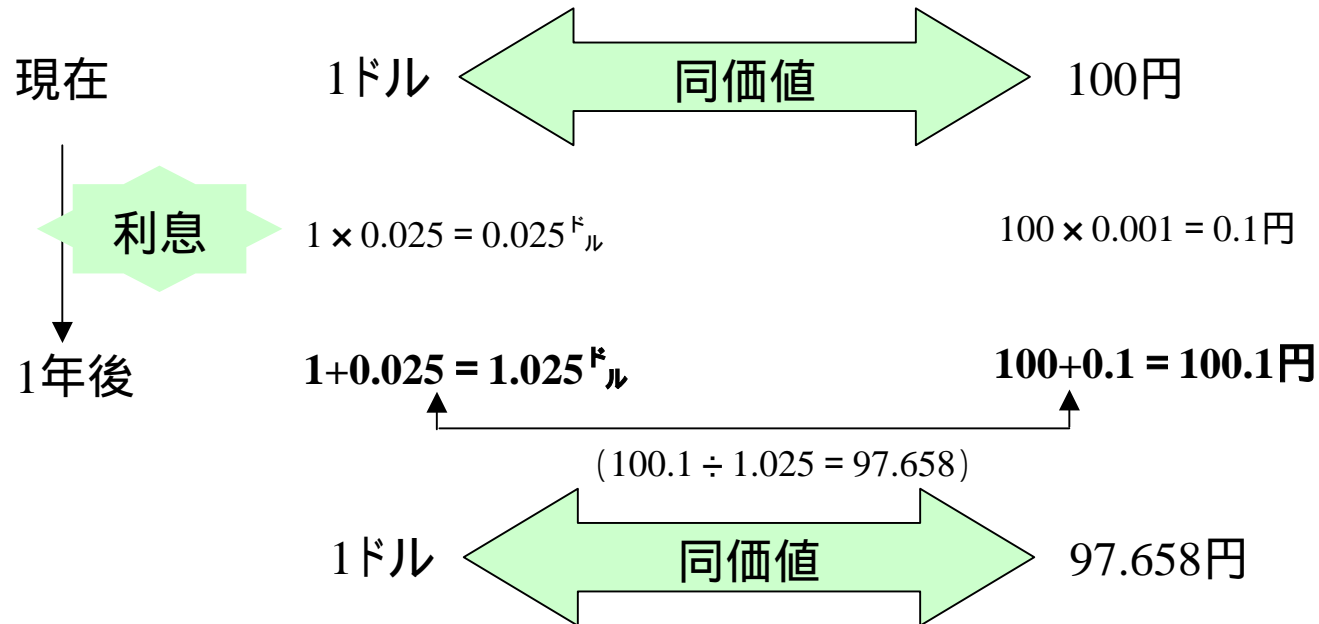 現在 1ドル 同価値 100円
利息 1 × 0.025 = 0.025ドル 100 × 0.001 = 0.1円
1年後 1+0.025 = 1.025ドル 100+0.1 = 100.1円
(100.1 ÷ 1.025 = 97.658)
1ドル 同価値 97.658円